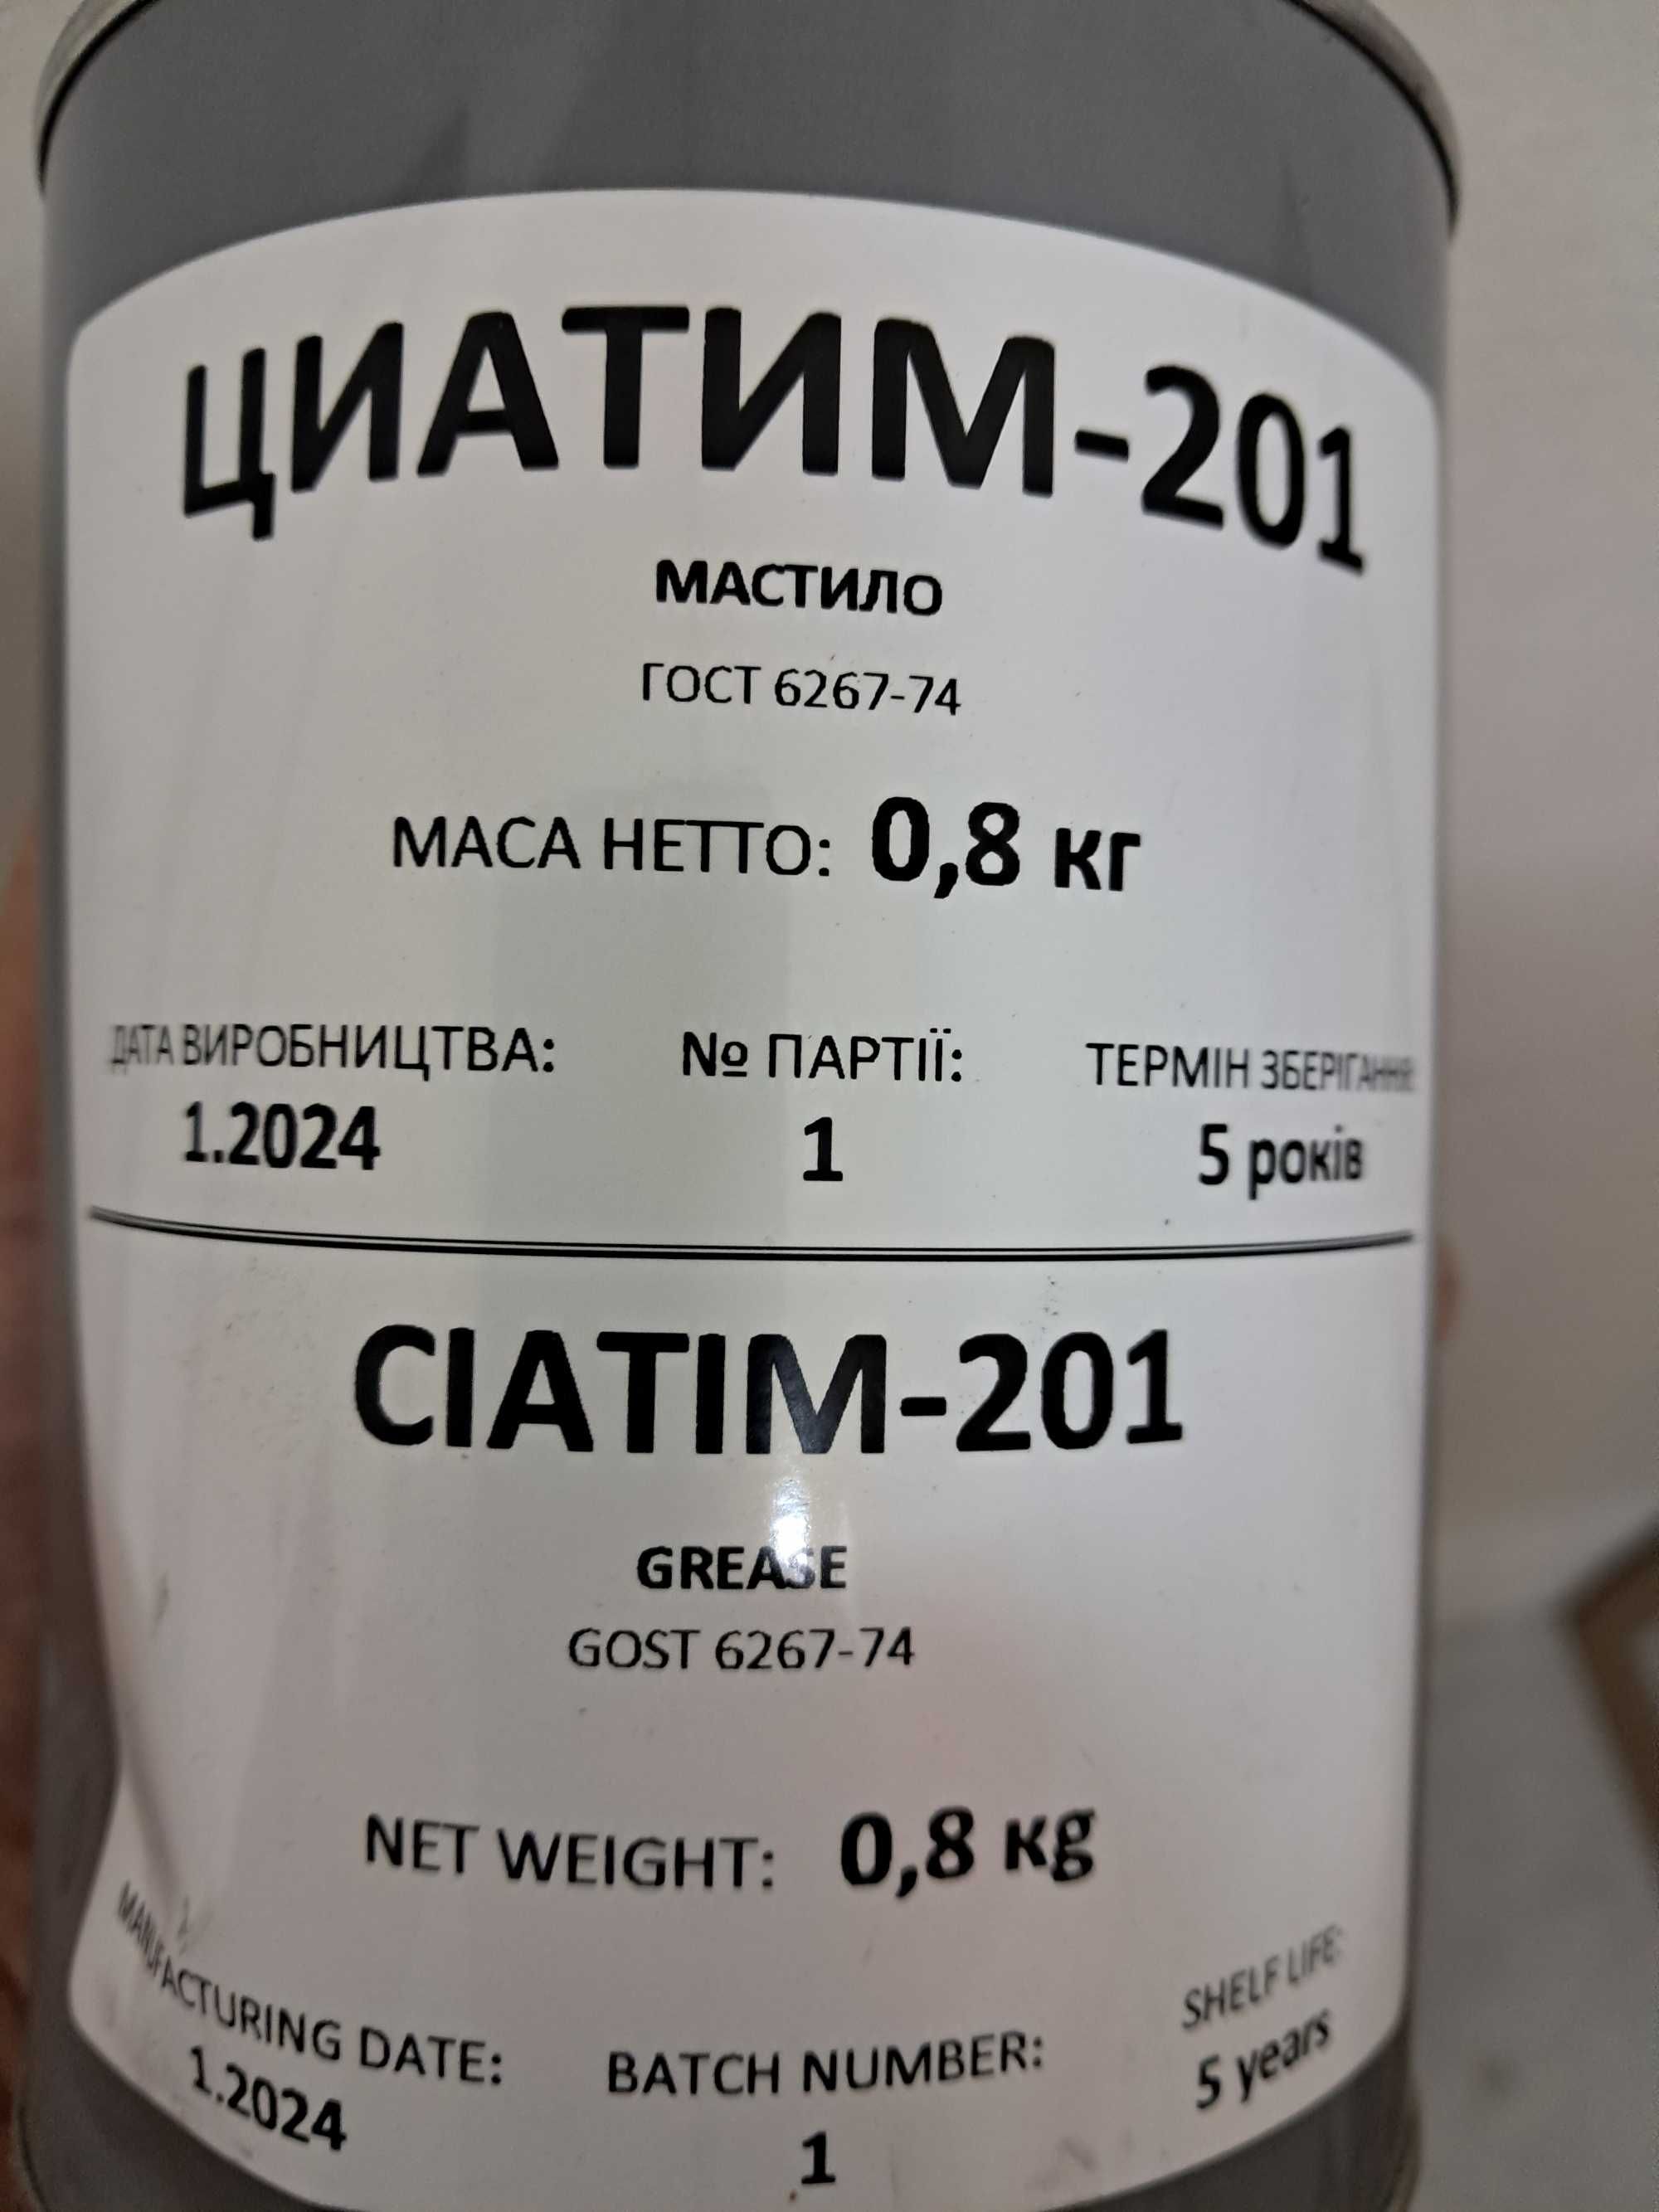 ЦИАТИМ-201
МАСТИЛО
ГОСТ 6267-74
МАСА НЕТТО: 0,8 кг
ДАТА ВИРОБНИЦТВА: № ПАРТІЇ: ТЕРМІН ЗБЕРІГАННЯ:
1.2024 1 5 років
CIATIM-201
GREASE
GOST 6267-74
NET WEIGHT: 0,8 кg
MANUFACTURING DATE: BATCH NUMBER: SHELF LIFE:
1.2024 1 5 years